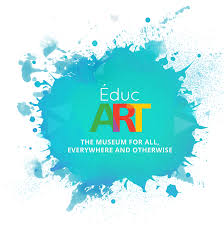 Éduc
ART
THE MUSEUM FOR ALL,
EVERYWHERE AND OTHERWISE